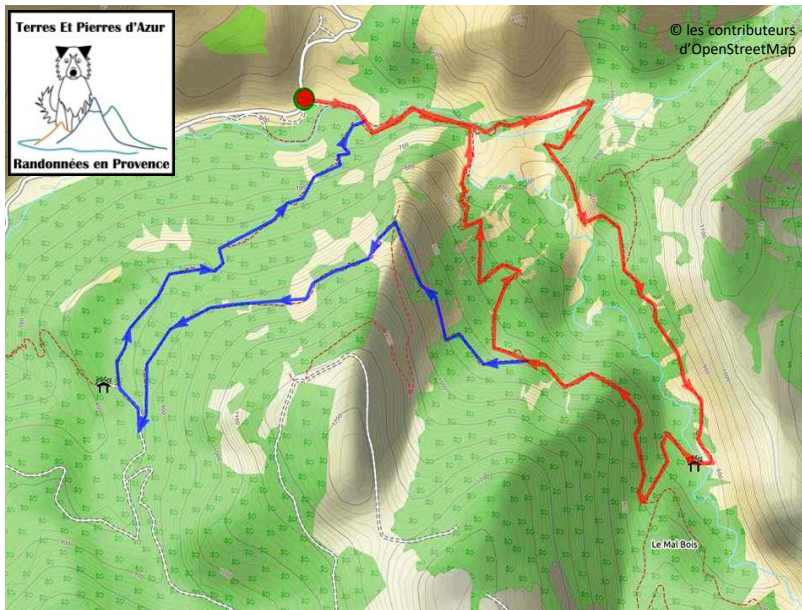 Terres Et Pierres d'Azur
Randonnées en Provence
© les contributeurs
d'OpenStreetMap
Le Mal Bois